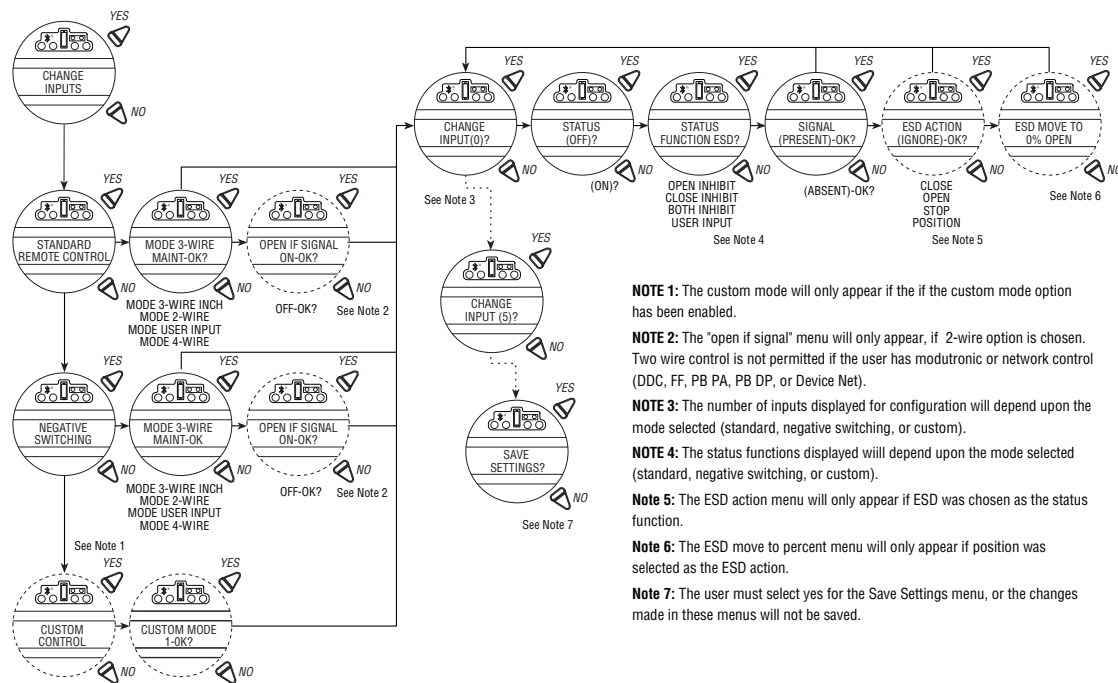 YES
CHANGE
INPUTS
NO
YES
STANDARD
REMOTE CONTROL
NO
YES
MODE 3-WIRE
MAINT-OK?
NO
MODE 3-WIRE INCH
MODE 2-WIRE
MODE USER INPUT
MODE 4-WIRE
YES
OPEN IF SIGNAL
ON-OK?
NO
OFF-OK?
See Note 2
YES
NEGATIVE
SWITCHING
NO
YES
MODE 3-WIRE
MAINT-OK
NO
MODE 3-WIRE INCH
MODE 2-WIRE
MODE USER INPUT
MODE 4-WIRE
YES
OPEN IF SIGNAL
ON-OK?
NO
OFF-OK?
See Note 2
See Note 1
YES
CUSTOM
CONTROL
NO
YES
CUSTOM MODE
1-OK?
NO
YES
CHANGE
INPUT(0)?
NO
See Note 3
YES
STATUS
(OFF)?
NO
(ON)?
YES
STATUS
FUNCTION ESD?
NO
OPEN INHIBIT
CLOSE INHIBIT
BOTH INHIBIT
USER INPUT
See Note 4
YES
SIGNAL
(PRESENT)-OK?
NO
(ABSENT)-OK?
YES
ESD ACTION
(IGNORE)-OK?
NO
CLOSE
OPEN
STOP
POSITION
See Note 5
YES
ESD MOVE TO
0% OPEN
NO
See Note 6
YES
CHANGE
INPUT (5)?
NO
YES
SAVE
SETTINGS?
NO
See Note 7
NOTE 1: The custom mode will only appear if the if the custom mode option
has been enabled.
NOTE 2: The "open if signal" menu will only appear, if 2-wire option is chosen.
Two wire control is not permitted if the user has modutronic or network control
(DDC, FF, PB PA, PB DP, or Device Net).
NOTE 3: The number of inputs displayed for configuration will depend upon the
mode selected (standard, negative switching, or custom).
NOTE 4: The status functions displayed wiill depend upon the mode selected
(standard, negative switching, or custom).
Note 5: The ESD action menu will only appear if ESD was chosen as the status
function.
Note 6: The ESD move to percent menu will only appear if position was
selected as the ESD action.
Note 7: The user must select yes for the Save Settings menu, or the changes
made in these menus will not be saved.